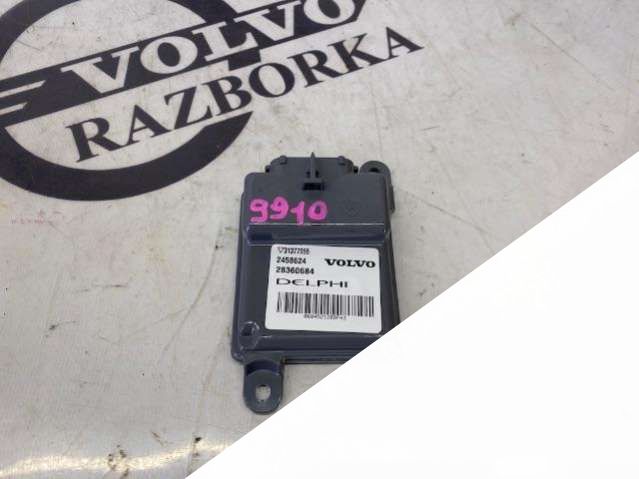 VOLVO
RAZBORKA
9910
31377016
2458624
VOLVO
28360684
DELPHI